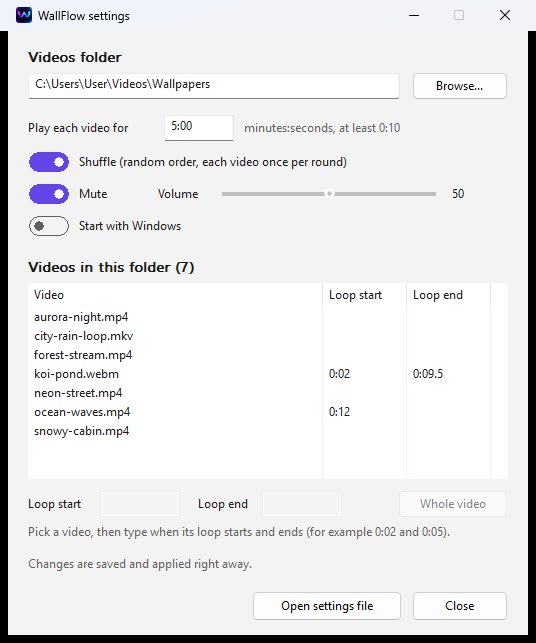 WallFlow settings
Videos folder
C:\Users\User\Videos\Wallpapers
Browse...
Play each video for 5:00 minutes:seconds, at least 0:10
Shuffle (random order, each video once per round)
Mute Volume 50
Start with Windows
Videos in this folder (7)
Video Loop start Loop end
aurora-night.mp4
city-rain-loop.mkv
forest-stream.mp4
koi-pond.webm 0:02 0:09.5
neon-street.mp4
ocean-waves.mp4 0:12
snowy-cabin.mp4
Loop start Loop end Whole video
Pick a video, then type when its loop starts and ends (for example 0:02 and 0:05).
Changes are saved and applied right away.
Open settings file Close